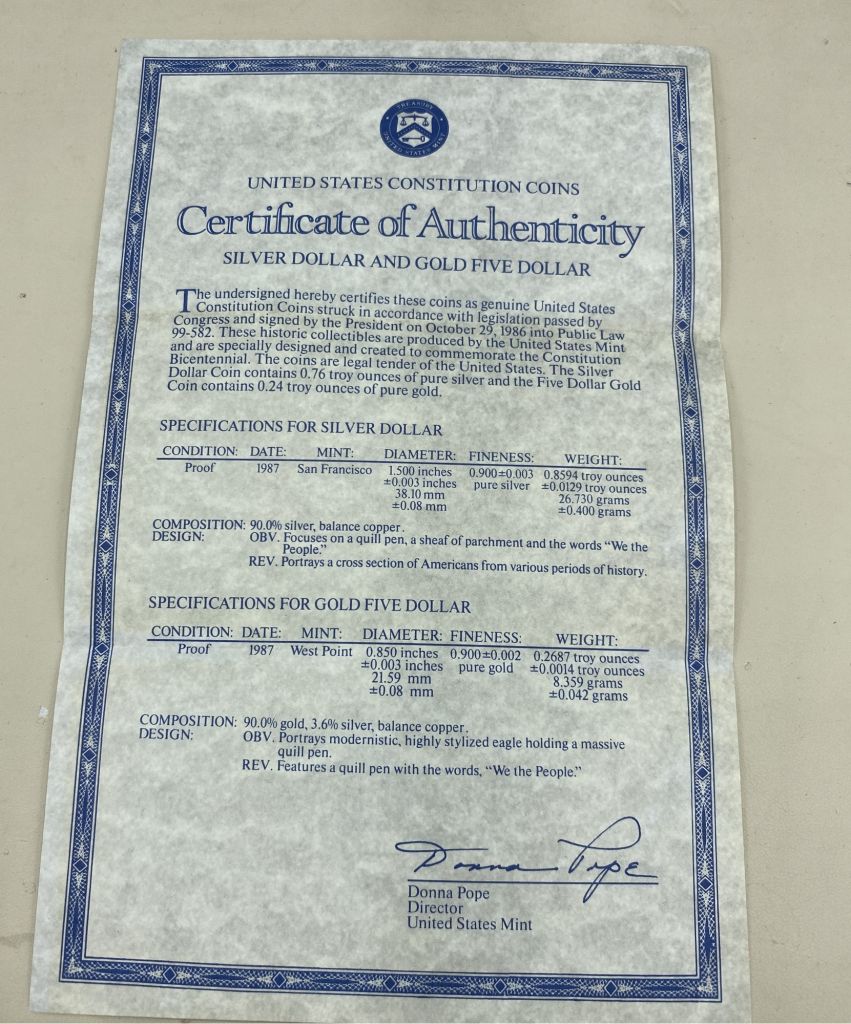 TREASURY
UNITED STATES MINT
UNITED STATES CONSTITUTION COINS
Certificate of Authenticity
SILVER DOLLAR AND GOLD FIVE DOLLAR
The undersigned hereby certifies these coins as genuine United States
Constitution Coins struck in accordance with legislation passed by
Congress and signed by the President on October 29, 1986 into Public Law
99-582. These historic collectibles are produced by the United States Mint
and are specially designed and created to commemorate the Constitution
Bicentennial. The coins are legal tender of the United States. The Silver
Dollar Coin contains 0.76 troy ounces of pure silver and the Five Dollar Gold
Coin contains 0.24 troy ounces of pure gold.
SPECIFICATIONS FOR SILVER DOLLAR
CONDITION: DATE: MINT: DIAMETER: FINENESS: WEIGHT:
Proof 1987 San Francisco 1.500 inches 0.900±0.003 0.8594 troy ounces
±0.003 inches pure silver ±0.0129 troy ounces
38.10 mm 26.730 grams
±0.08 mm ±0.400 grams
COMPOSITION: 90.0% silver, balance copper.
DESIGN: OBV. Focuses on a quill pen, a sheaf of parchment and the words “We the
People.”
REV. Portrays a cross section of Americans from various periods of history.
SPECIFICATIONS FOR GOLD FIVE DOLLAR
CONDITION: DATE: MINT: DIAMETER: FINENESS: WEIGHT:
Proof 1987 West Point 0.850 inches 0.900±0.002 0.2687 troy ounces
±0.003 inches pure gold ±0.0014 troy ounces
21.59 mm 8.359 grams
±0.08 mm ±0.042 grams
COMPOSITION: 90.0% gold, 3.6% silver, balance copper.
DESIGN: OBV. Portrays modernistic, highly stylized eagle holding a massive
quill pen.
REV. Features a quill pen with the words, “We the People.”
Donna Pope
Donna Pope
Director
United States Mint